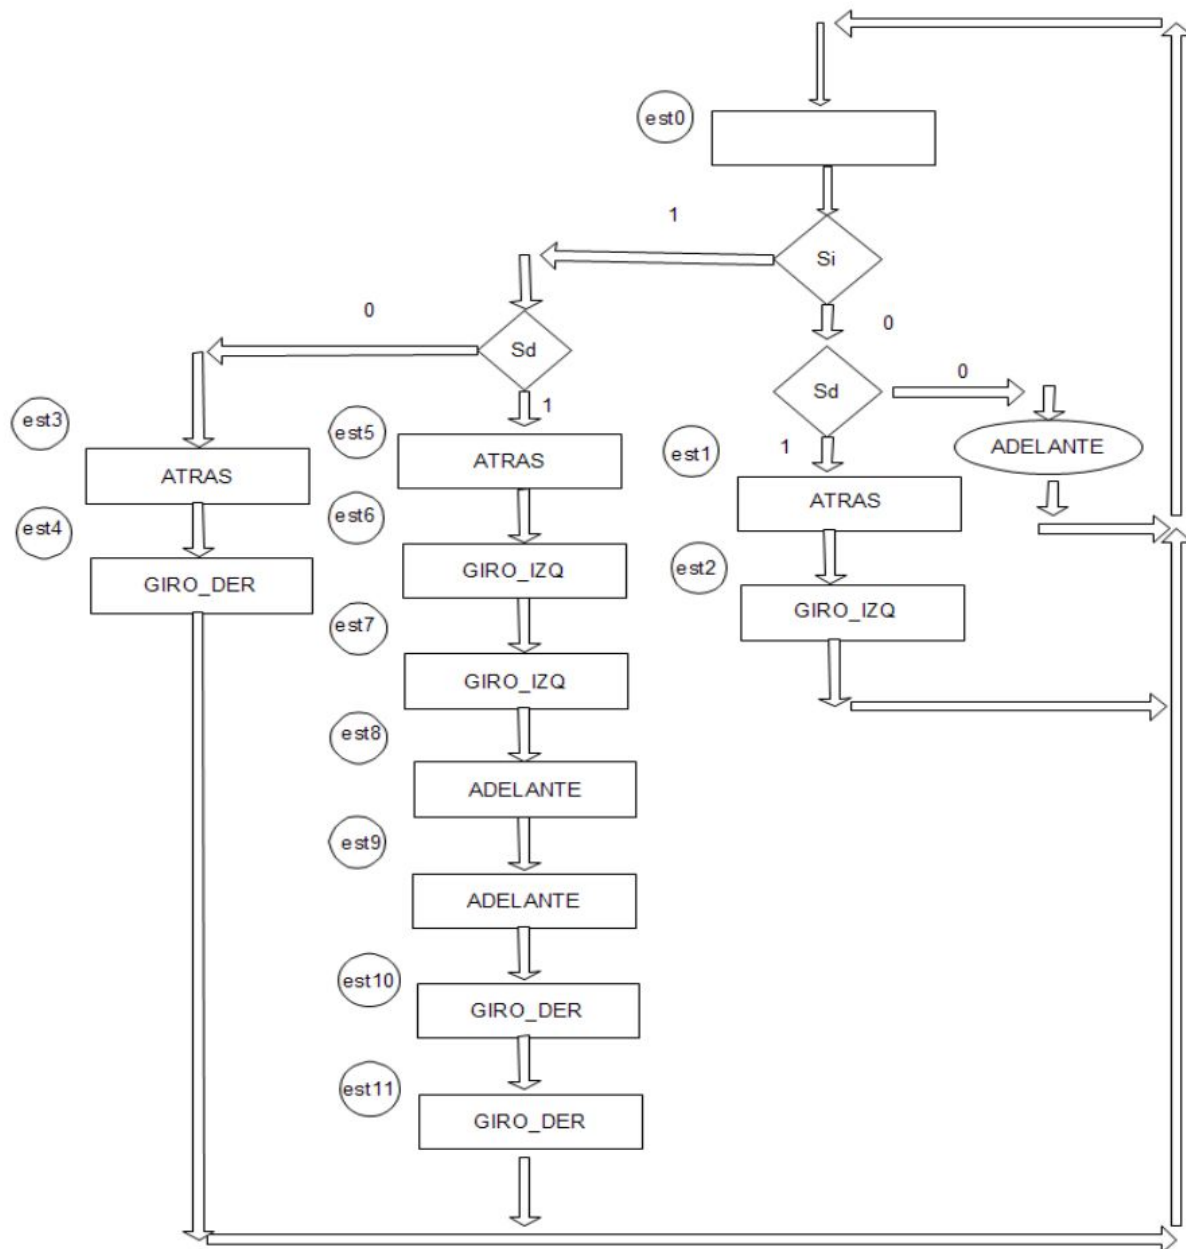 est0
1
Si
0
0
Sd
Sd
0
1
est3
est5
est1
1
ADELANTE
ATRAS
ATRAS
ATRAS
est4
est6
est2
GIRO_DER
GIRO_IZQ
GIRO_IZQ
est7
GIRO_IZQ
est8
ADELANTE
est9
ADELANTE
est10
GIRO_DER
est11
GIRO_DER